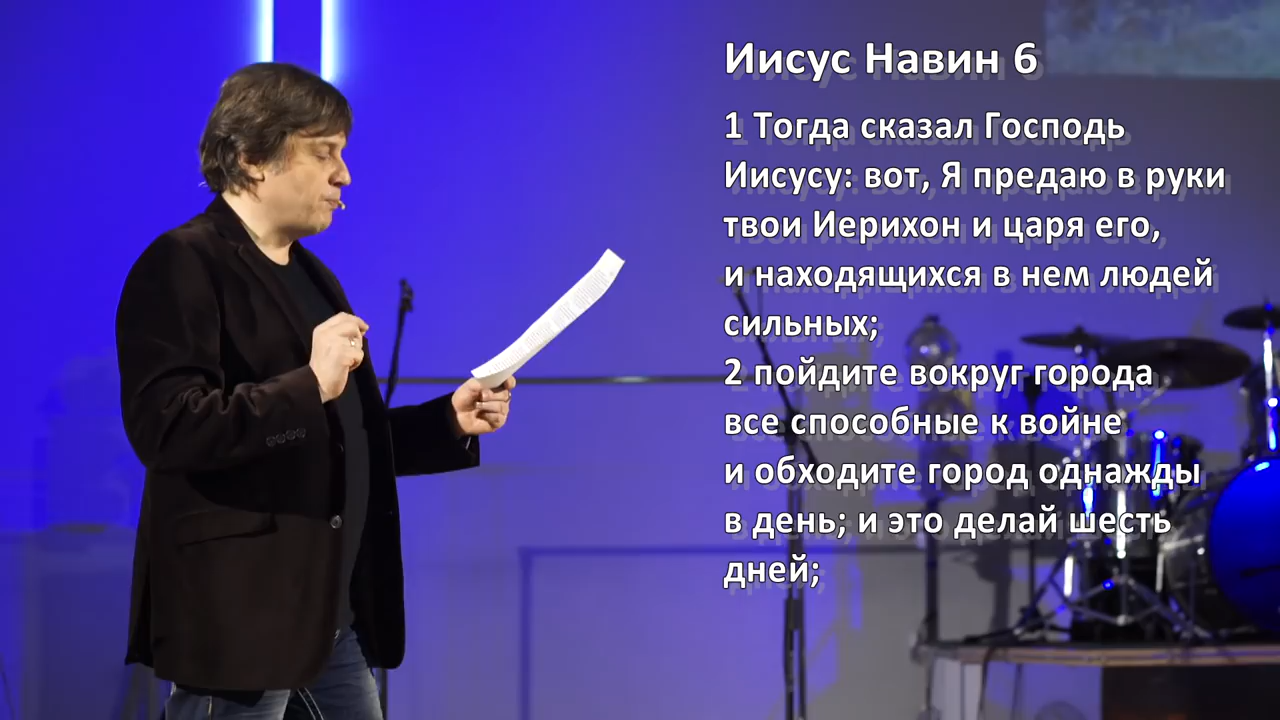 Иисус Навин 6
1 Тогда сказал Господь
Иисусу: вот, Я предаю в руки
твои Иерихон и царя его,
и находящихся в нем людей
сильных;
2 пойдите вокруг города
все способные к войне
и обходите город однажды
в день; и это делай шесть
дней;